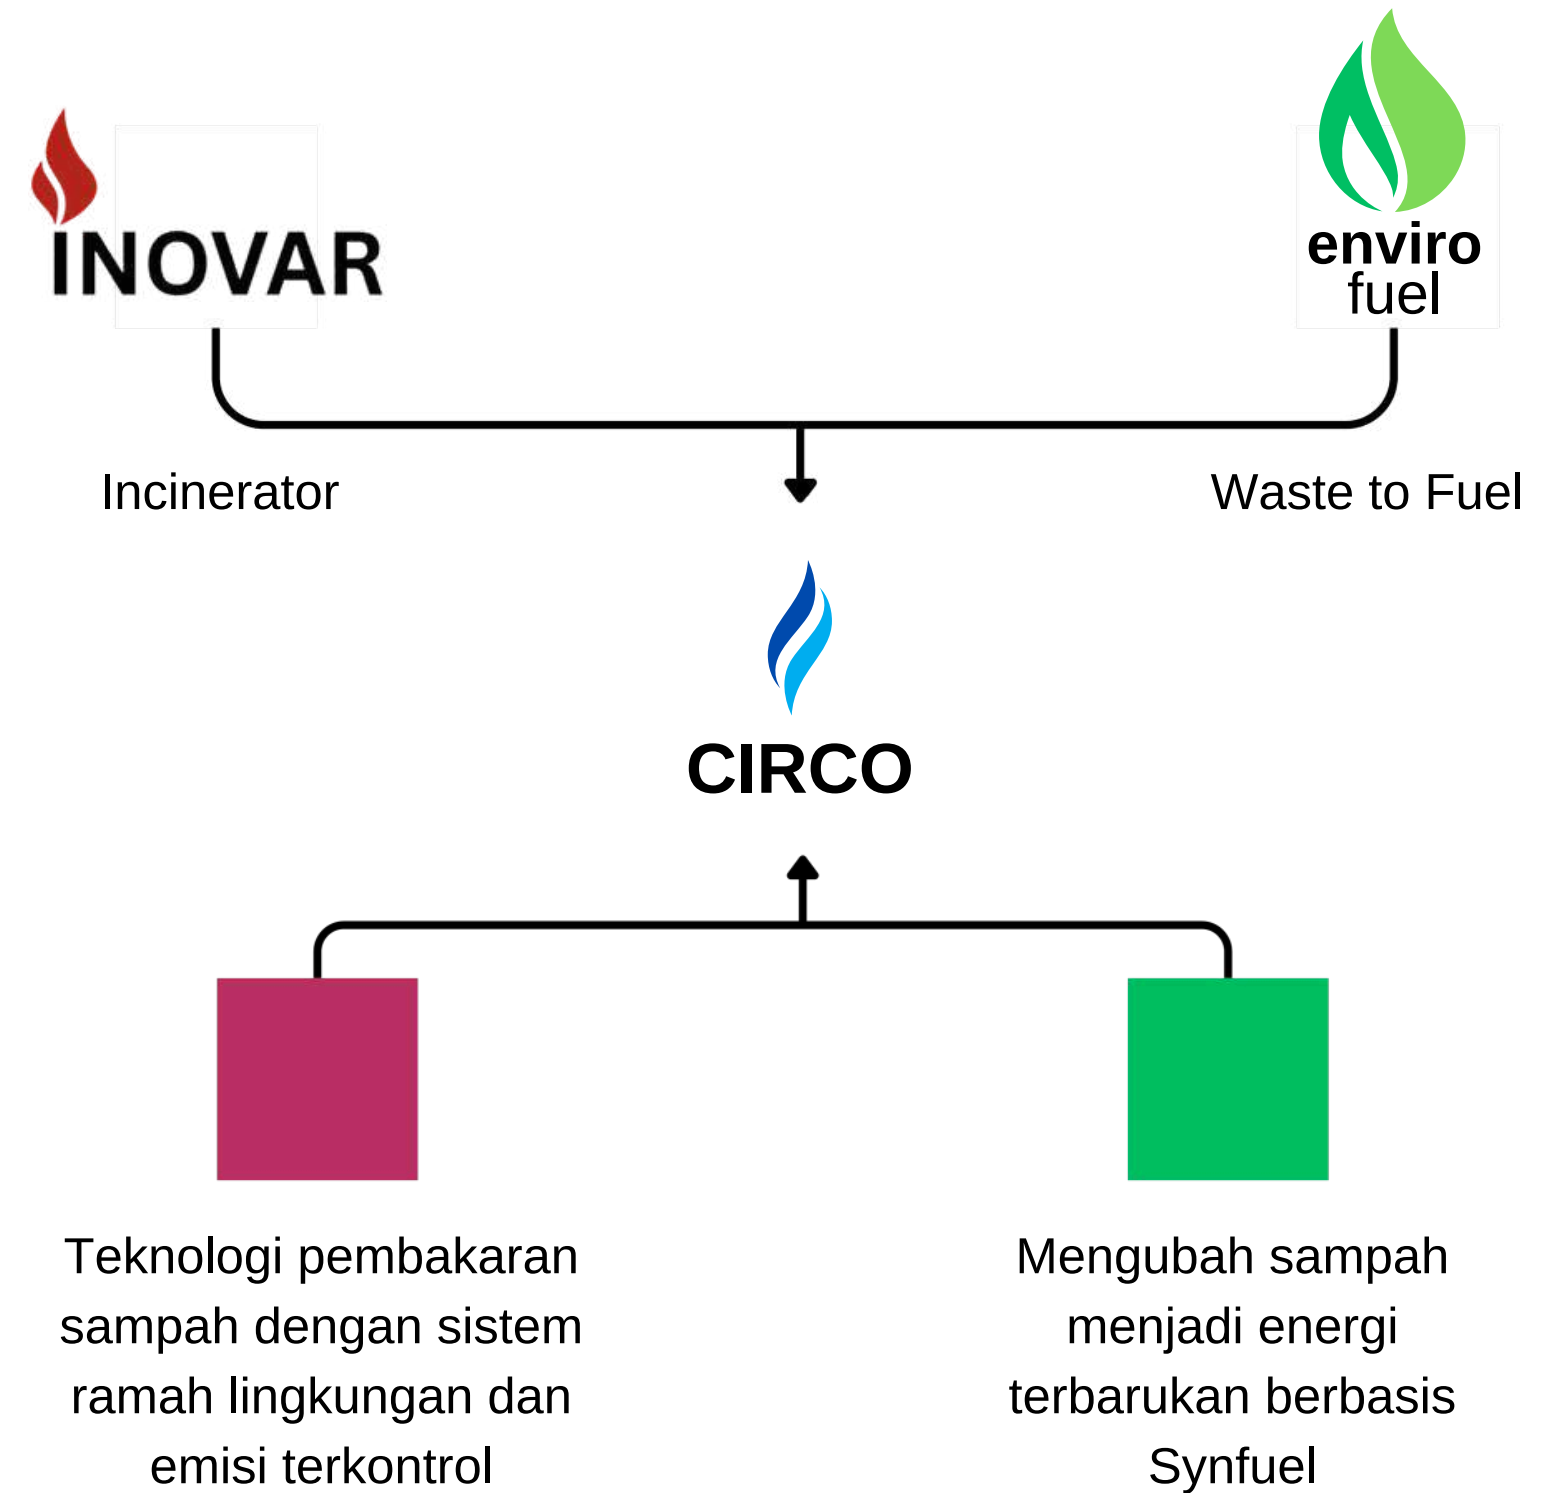 INOVAR
enviro
fuel
Incinerator
Waste to Fuel
CIRCO
Teknologi pembakaran
sampah dengan sistem
ramah lingkungan dan
emisi terkontrol
Mengubah sampah
menjadi energi
terbarukan berbasis
Synfuel